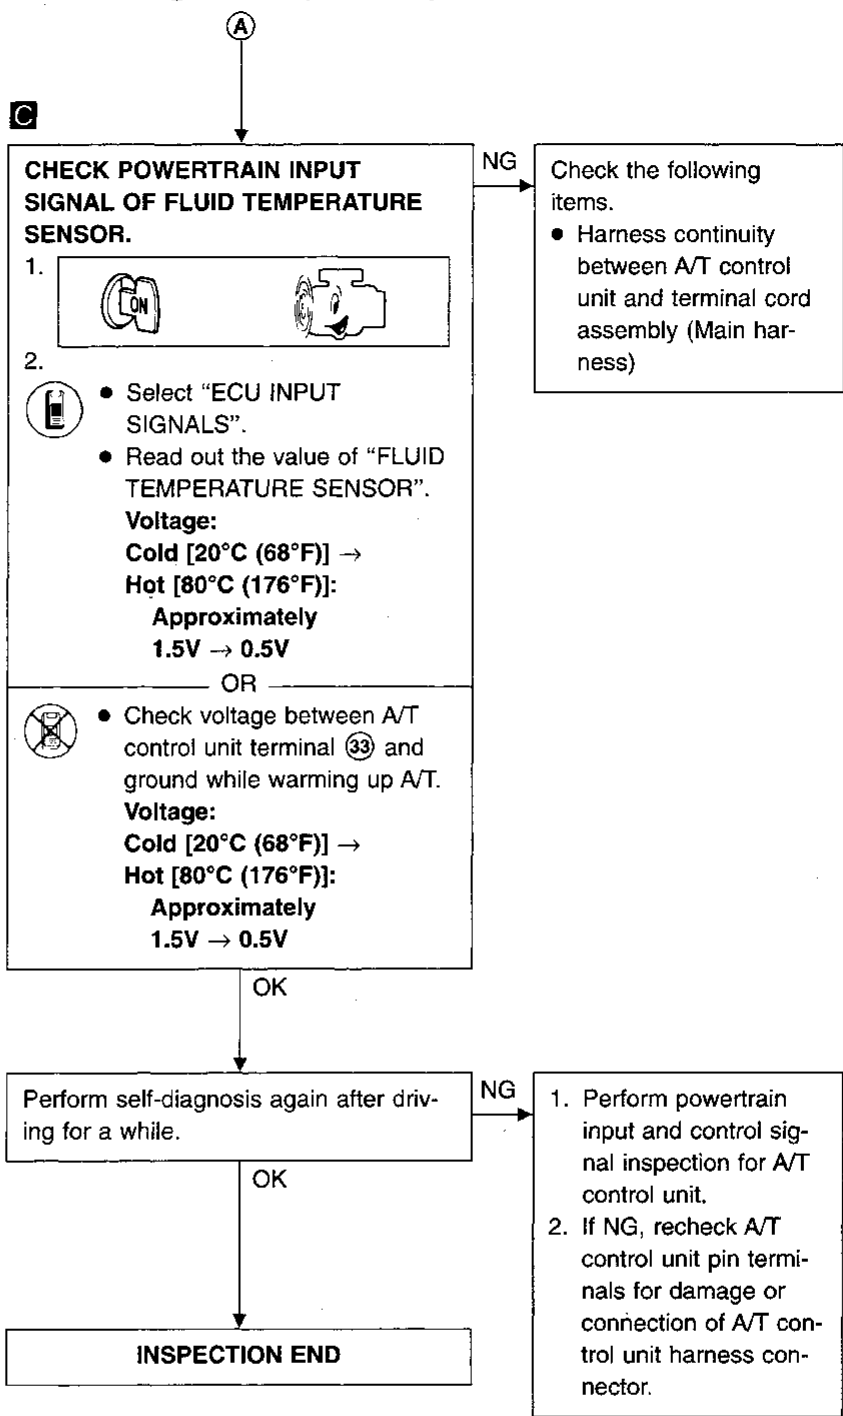 A
C
CHECK POWERTRAIN INPUT
SIGNAL OF FLUID TEMPERATURE
SENSOR.
1.
ON
2.
● Select "ECU INPUT
SIGNALS".
● Read out the value of "FLUID
TEMPERATURE SENSOR".
Voltage:
Cold [20°C (68°F)] →
Hot [80°C (176°F)]:
Approximately
1.5V → 0.5V
OR
● Check voltage between A/T
control unit terminal 33 and
ground while warming up A/T.
Voltage:
Cold [20°C (68°F)] →
Hot [80°C (176°F)]:
Approximately
1.5V → 0.5V
NG
Check the following
items.
● Harness continuity
between A/T control
unit and terminal cord
assembly (Main har-
ness)
OK
Perform self-diagnosis again after driv-
ing for a while.
NG
1. Perform powertrain
input and control sig-
nal inspection for A/T
control unit.
2. If NG, recheck A/T
control unit pin termi-
nals for damage or
connection of A/T con-
trol unit harness con-
nector.
OK
INSPECTION END